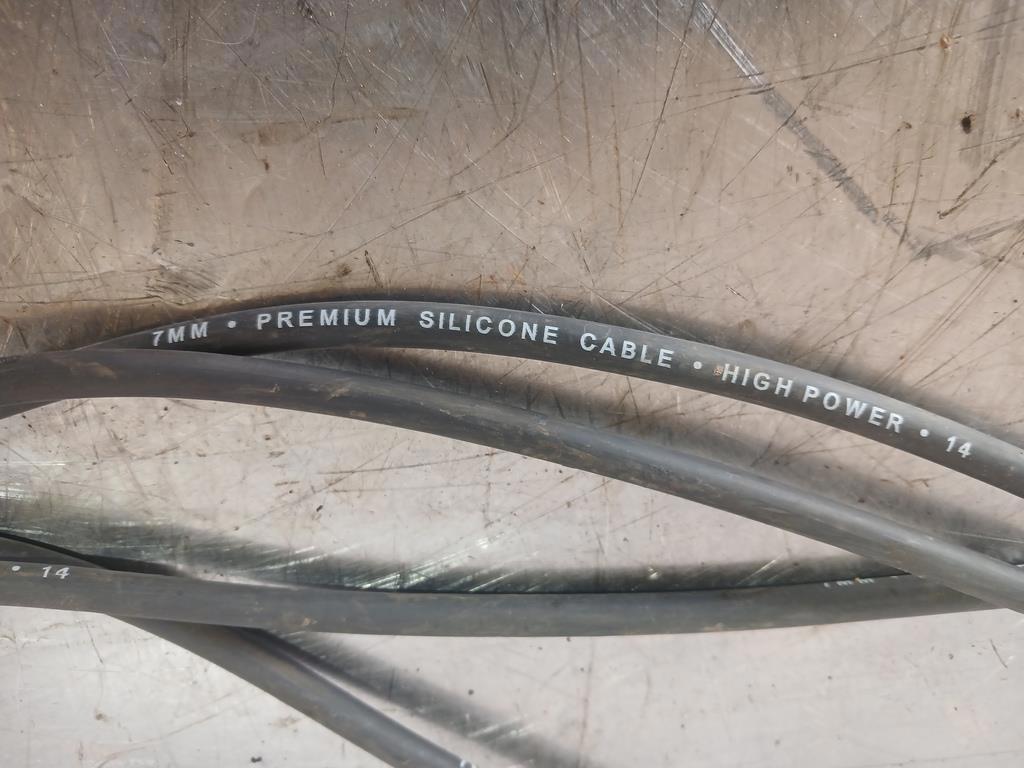 7MM • PREMIUM SILICONE CABLE • HIGH POWER • 14
• 14